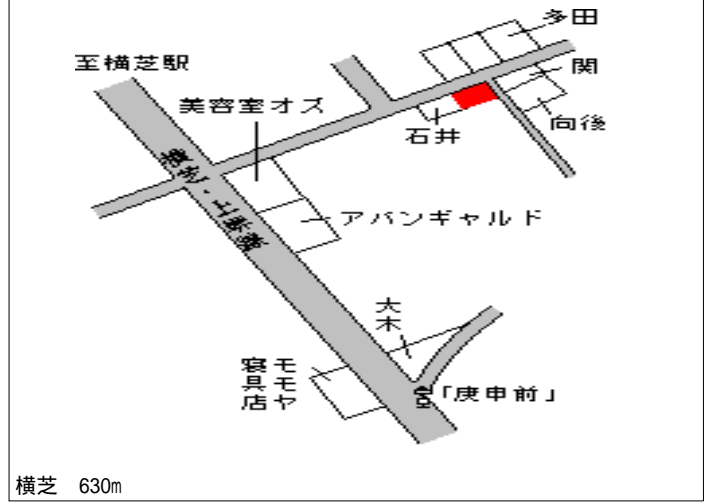 多田
至横芝駅
関
美容室オズ
石井
向後
アバンギャルド
大木
寝具店モモヤ
「庚申前」
横芝　630m